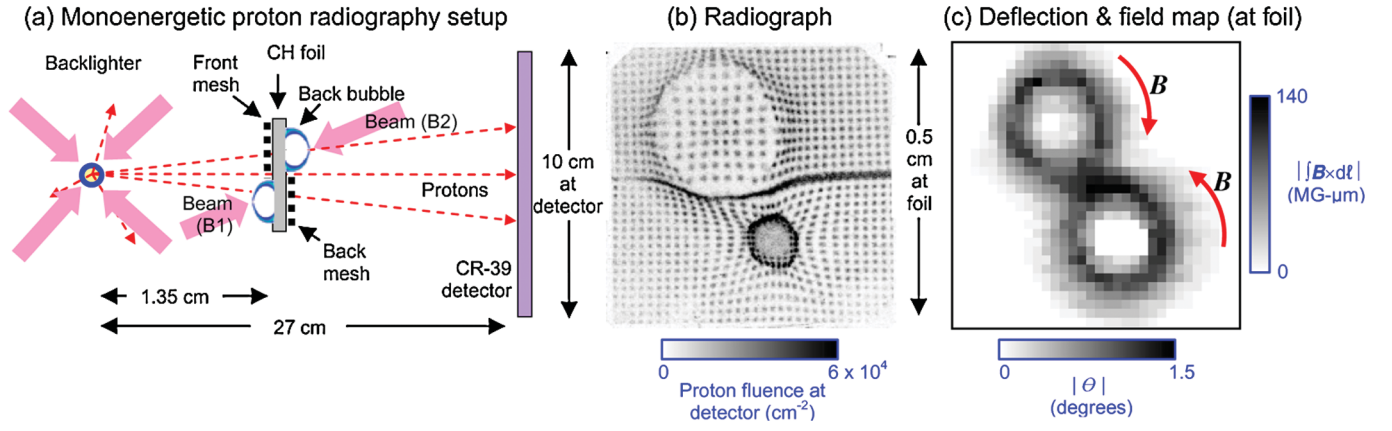 (a) Monoenergetic proton radiography setup
Backlighter
Front
mesh
CH foil
Back bubble
Beam (B2)
Protons
Beam
(B1)
Back
mesh
CR-39
detector
1.35 cm
27 cm
10 cm
at
detector
(b) Radiograph
0.5
cm
at
foil
0
6 x 10⁴
Proton fluence at
detector (cm⁻²)
(c) Deflection & field map (at foil)
B
B
140
|∫B×dℓ|
(MG-µm)
0
0
1.5
|Θ|
(degrees)